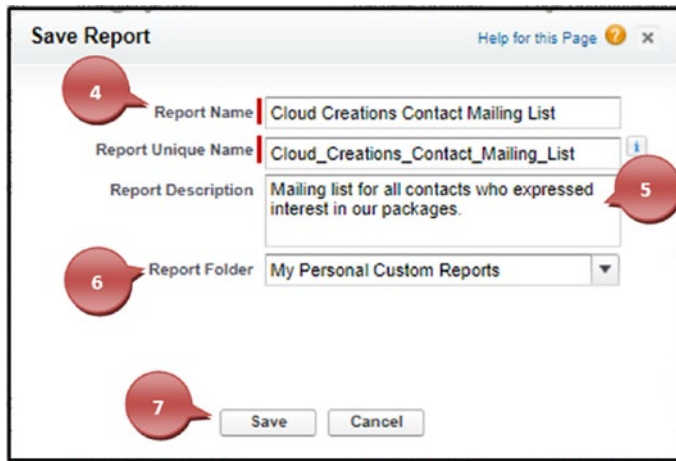 Save Report
Help for this Page ? x
4
Report Name Cloud Creations Contact Mailing List
Report Unique Name Cloud_Creations_Contact_Mailing_List i
Report Description Mailing list for all contacts who expressed
interest in our packages.
5
6
Report Folder My Personal Custom Reports
7
Save Cancel